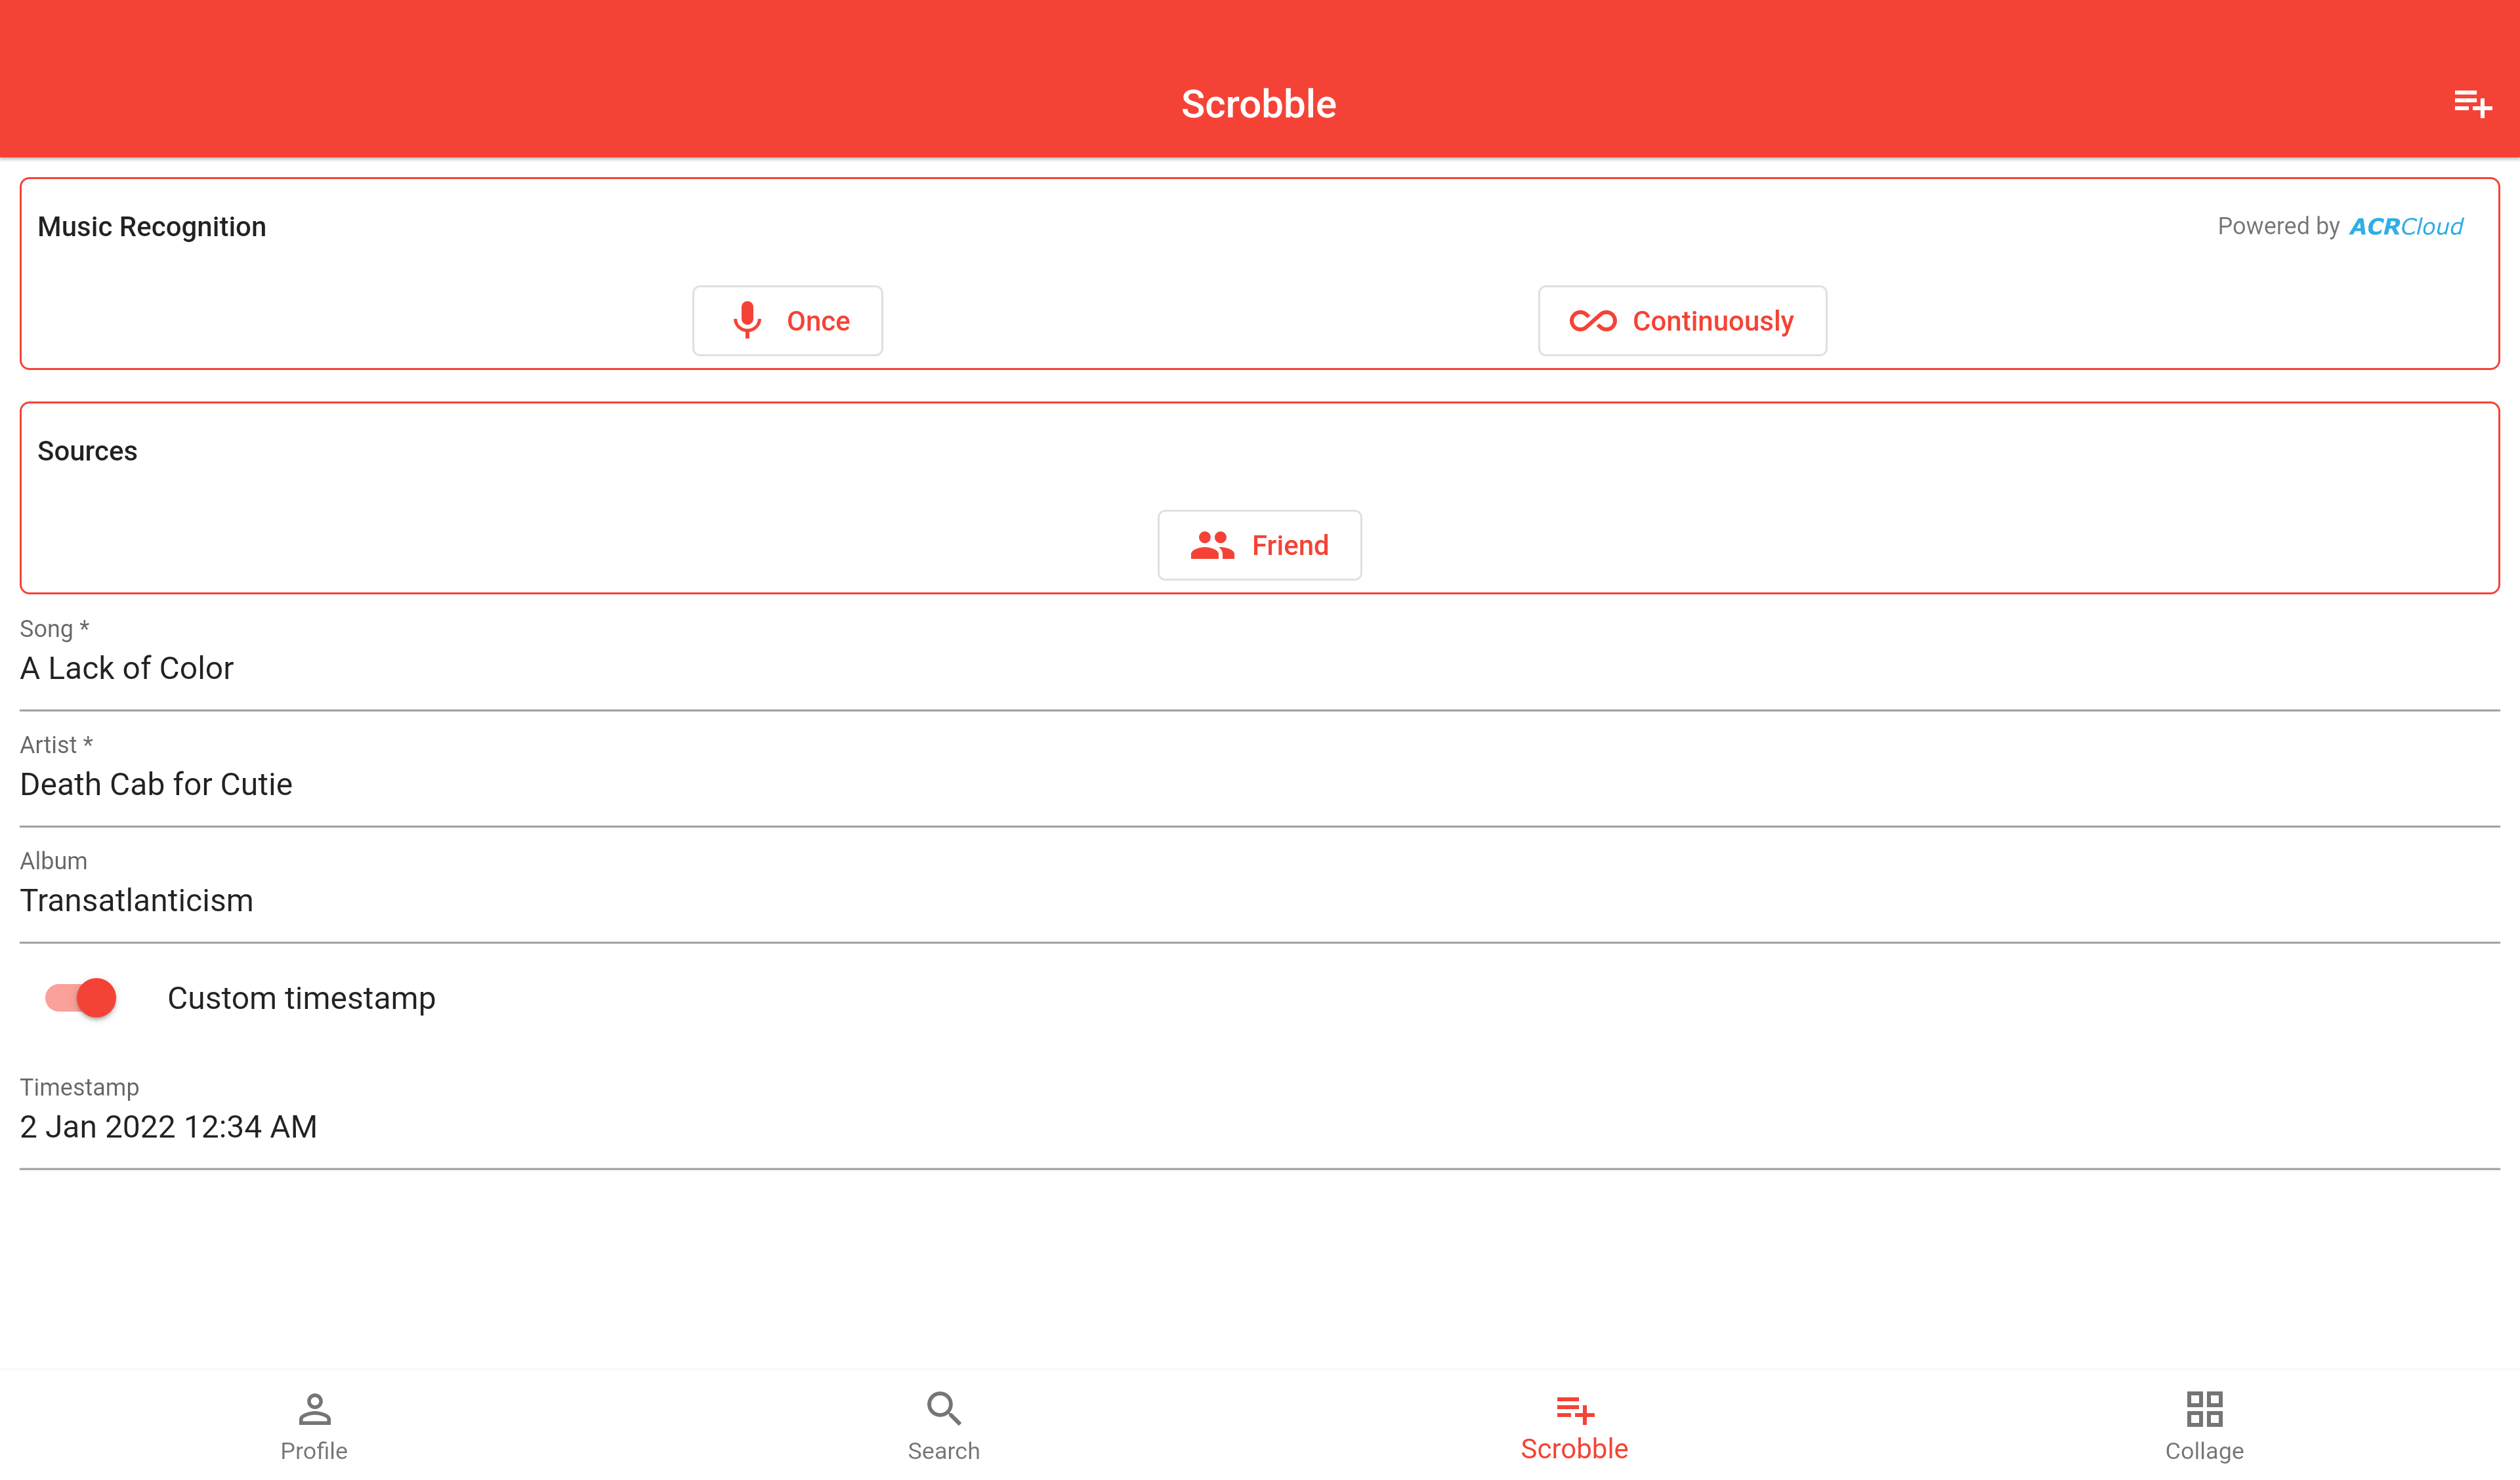 Scrobble
Music Recognition
Powered by ACRCloud
Once
Continuously
Sources
Friend
Song *
A Lack of Color
Artist *
Death Cab for Cutie
Album
Transatlanticism
Custom timestamp
Timestamp
2 Jan 2022 12:34 AM
Profile
Search
Scrobble
Collage